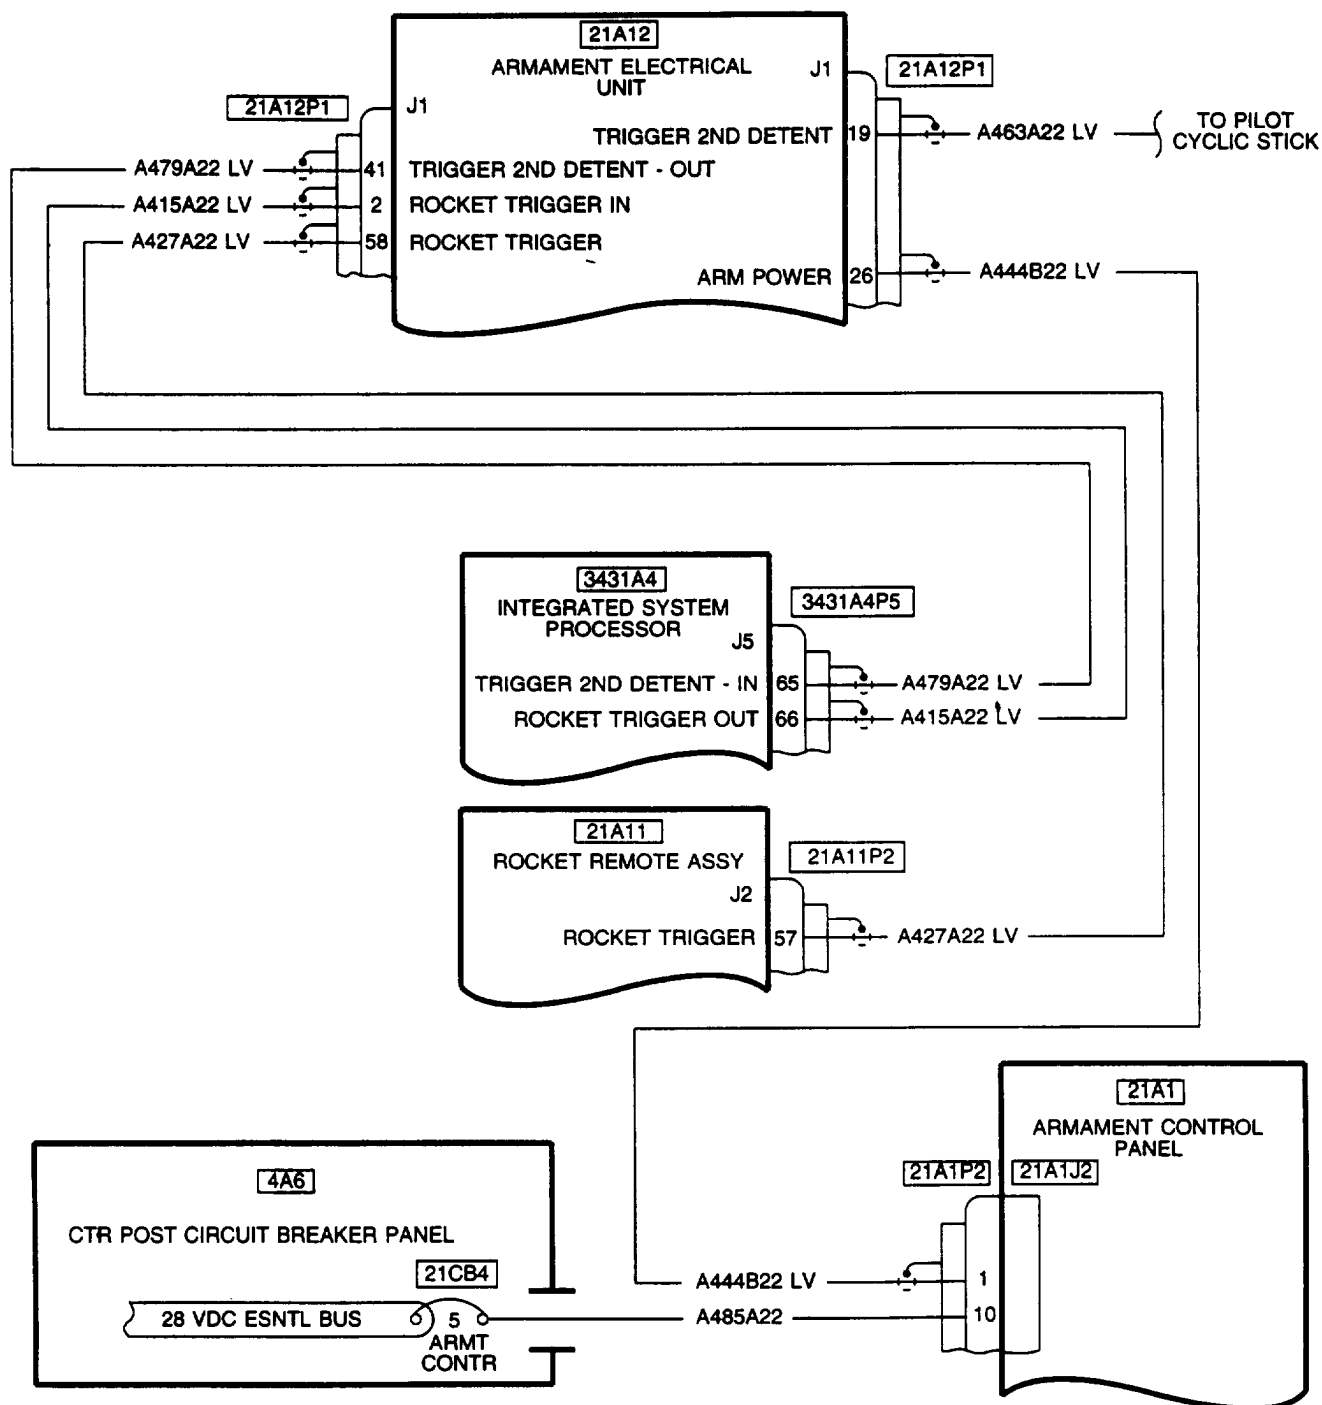 21A12
ARMAMENT ELECTRICAL
UNIT
J1
21A12P1
21A12P1
J1
TRIGGER 2ND DETENT
19
A463A22 LV
TO PILOT
CYCLIC STICK
A479A22 LV
41
TRIGGER 2ND DETENT - OUT
A415A22 LV
2
ROCKET TRIGGER IN
A427A22 LV
58
ROCKET TRIGGER
ARM POWER
26
A444B22 LV
3431A4
INTEGRATED SYSTEM
PROCESSOR
J5
3431A4P5
TRIGGER 2ND DETENT - IN
65
A479A22 LV
ROCKET TRIGGER OUT
66
A415A22 LV
21A11
ROCKET REMOTE ASSY
J2
21A11P2
ROCKET TRIGGER
57
A427A22 LV
21A1
ARMAMENT CONTROL
PANEL
21A1P2
21A1J2
4A6
CTR POST CIRCUIT BREAKER PANEL
21CB4
A444B22 LV
1
28 VDC ESNTL BUS
5
A485A22
10
ARMT
CONTR